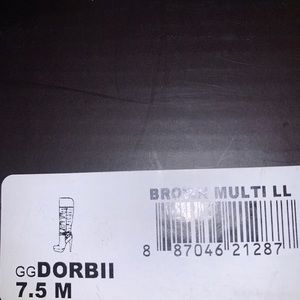 BROWN MULTI LL
8 87046 21287
GGDORBII
7.5 M